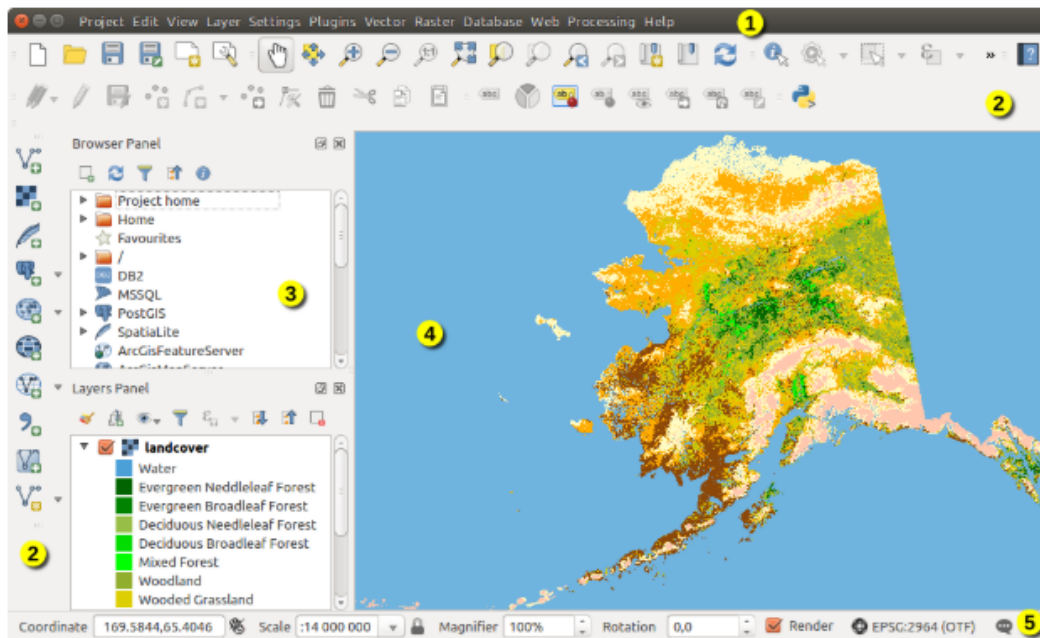 Project Edit View Layer Settings Plugins Vector Raster Database Web Processing Help
1
2
Browser Panel
Project home
Home
Favourites
/
DB2
MSSQL
3
PostGIS
SpatiaLite
ArcGisFeatureServer
ArcGisMapServer
4
Layers Panel
landcover
Water
Evergreen Neddleleaf Forest
Evergreen Broadleaf Forest
Deciduous Needleleaf Forest
Deciduous Broadleaf Forest
Mixed Forest
Woodland
Wooded Grassland
2
Coordinate 169.5844,65.4046 Scale :14 000 000 Magnifier 100% Rotation 0,0 Render EPSG:2964 (OTF) 5